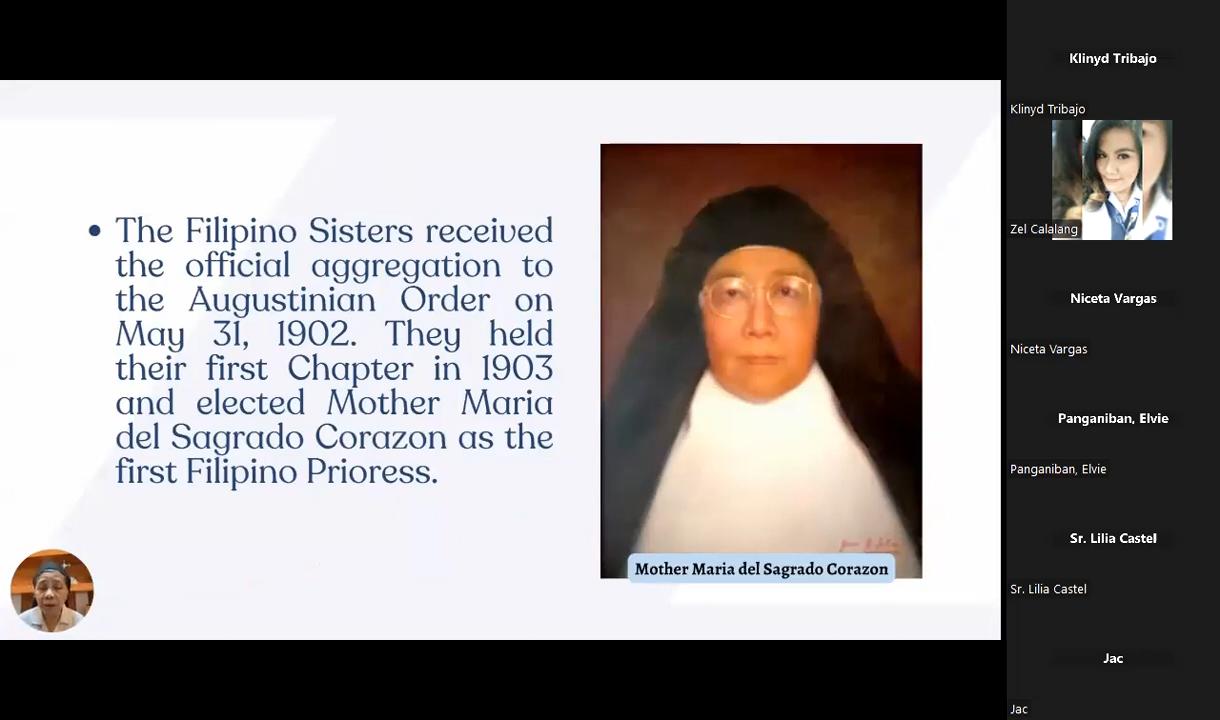 • The Filipino Sisters received
the official aggregation to
the Augustinian Order on
May 31, 1902. They held
their first Chapter in 1903
and elected Mother Maria
del Sagrado Corazon as the
first Filipino Prioress.
Mother Maria del Sagrado Corazon
Klinyd Tribajo
Klinyd Tribajo
Zel Calalang
Niceta Vargas
Niceta Vargas
Panganiban, Elvie
Panganiban, Elvie
Sr. Lilia Castel
Sr. Lilia Castel
Jac
Jac